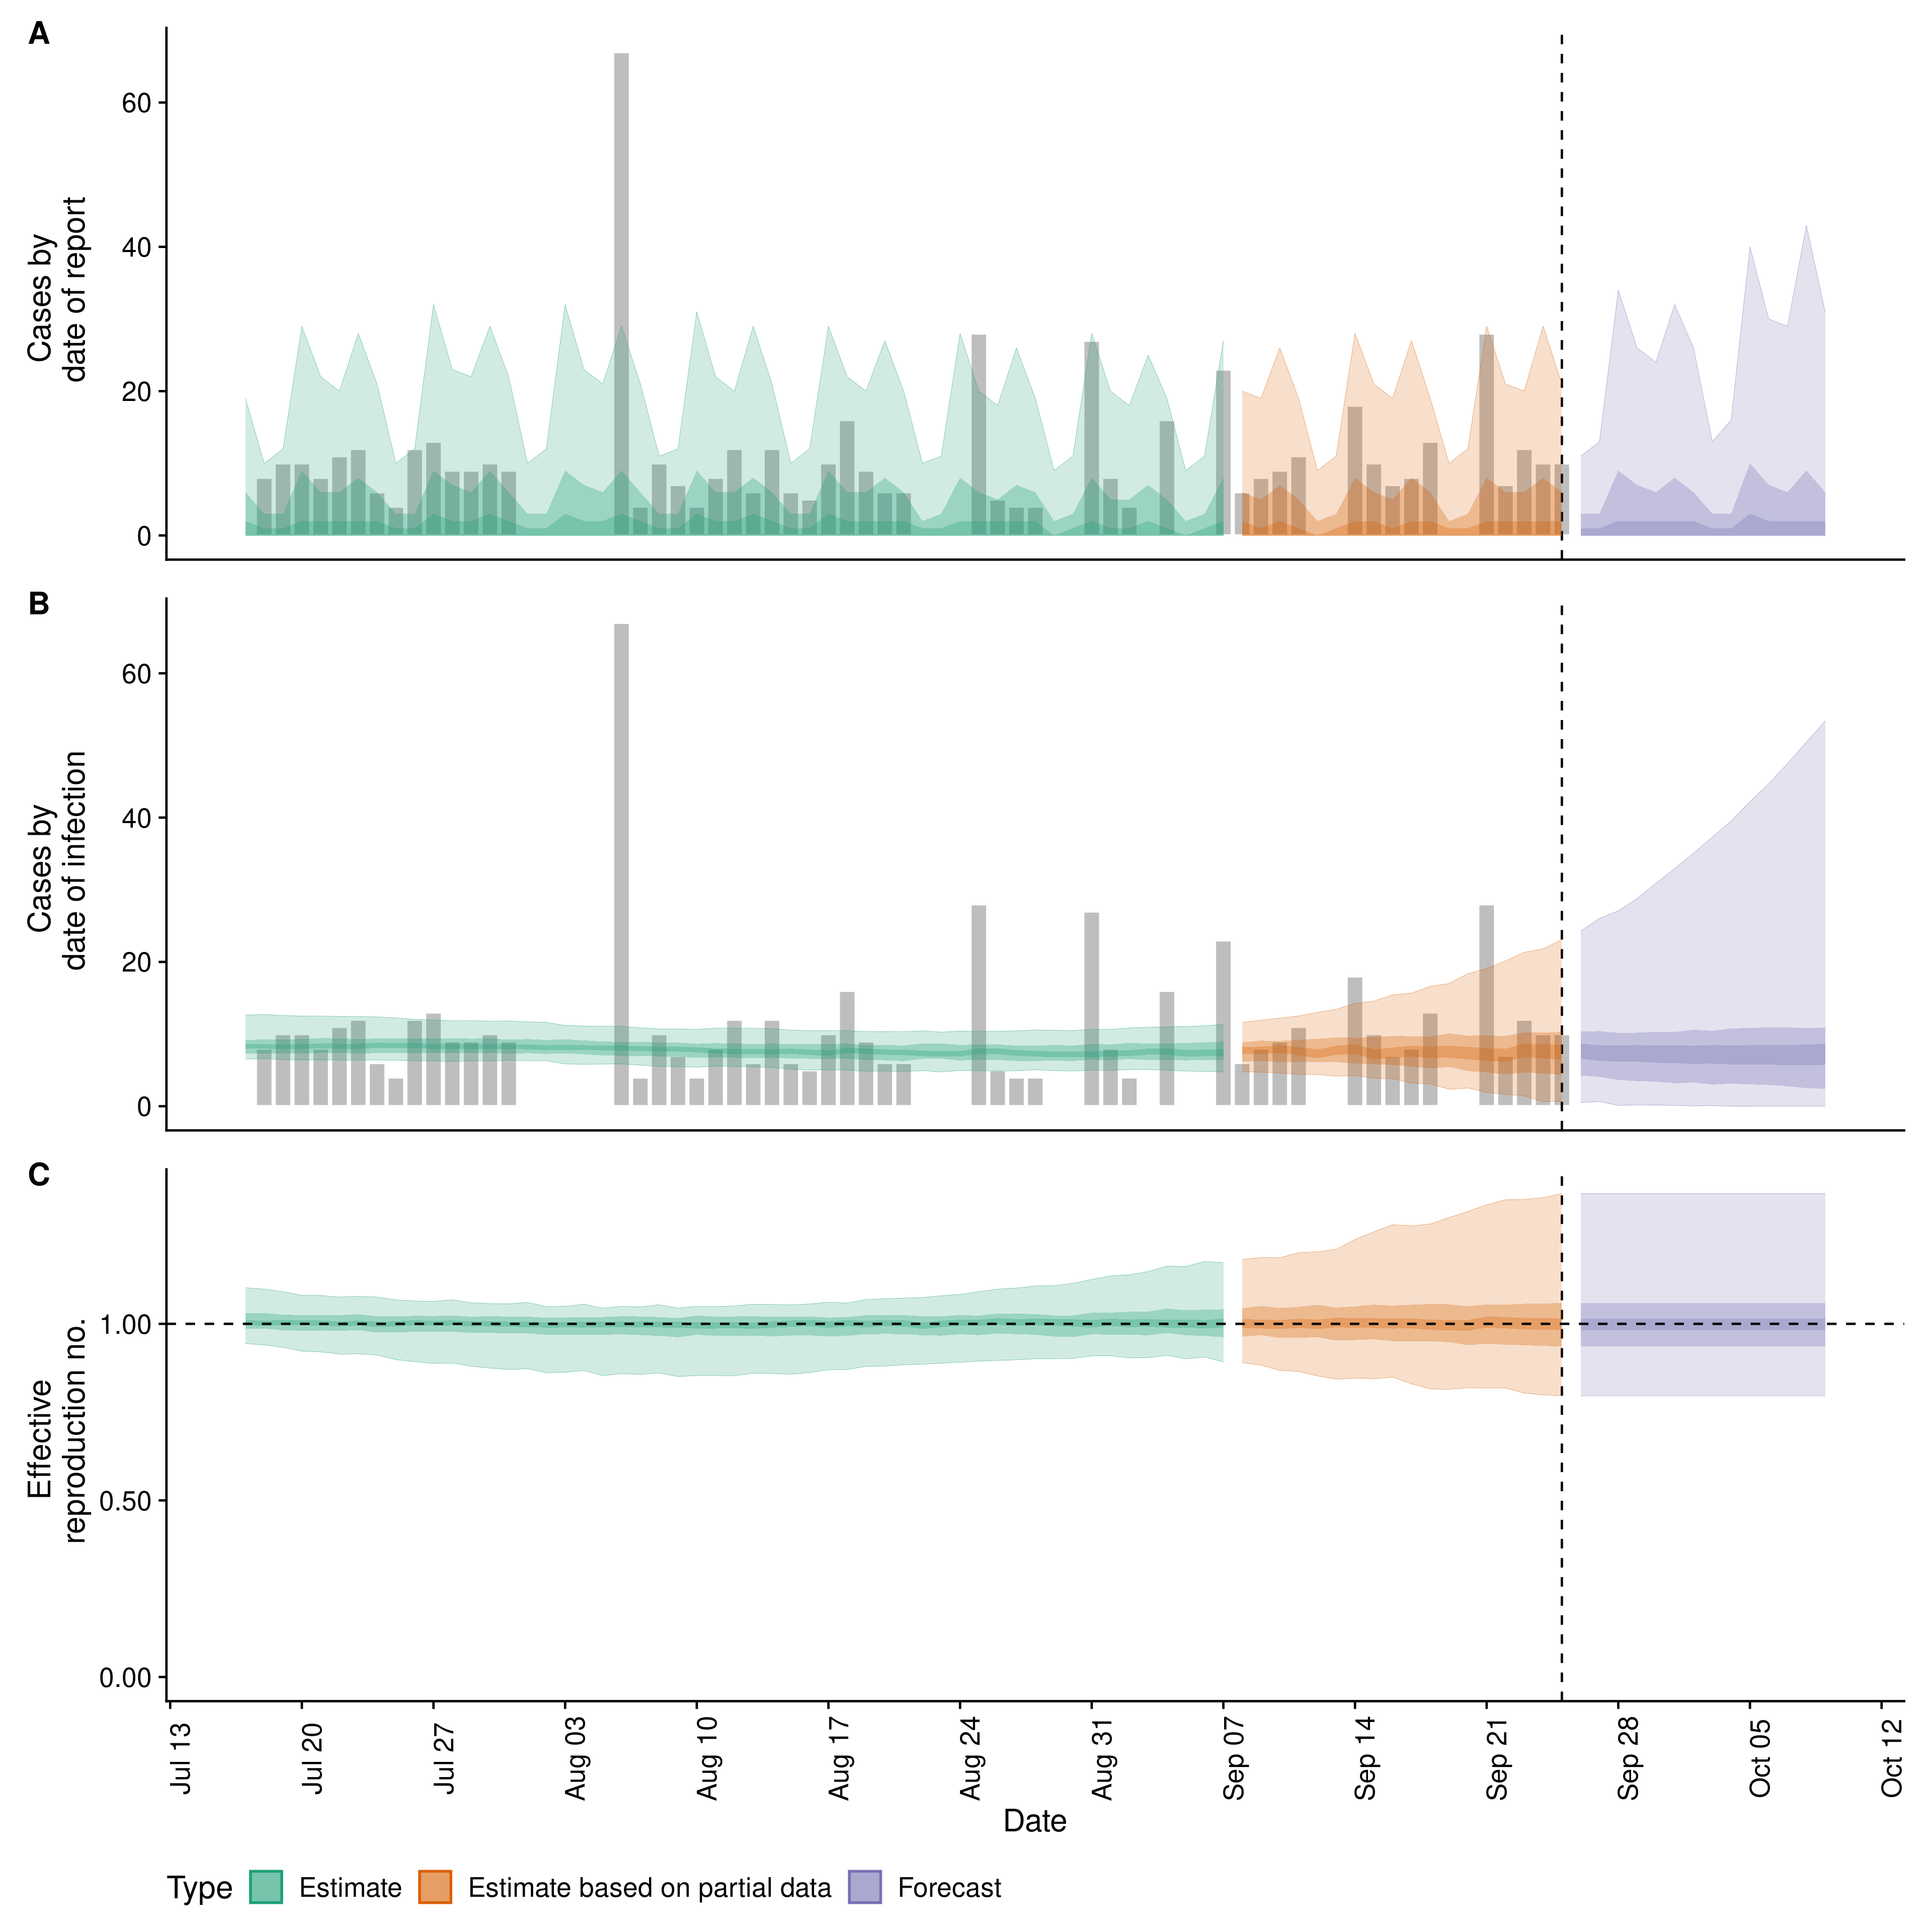 A
Cases by
date of report
60
40
20
0
B
Cases by
date of infection
60
40
20
0
C
Effective
reproduction no.
1.00
0.50
0.00
Jul 13
Jul 20
Jul 27
Aug 03
Aug 10
Aug 17
Aug 24
Aug 31
Sep 07
Sep 14
Sep 21
Sep 28
Oct 05
Oct 12
Date
Type Estimate Estimate based on partial data Forecast